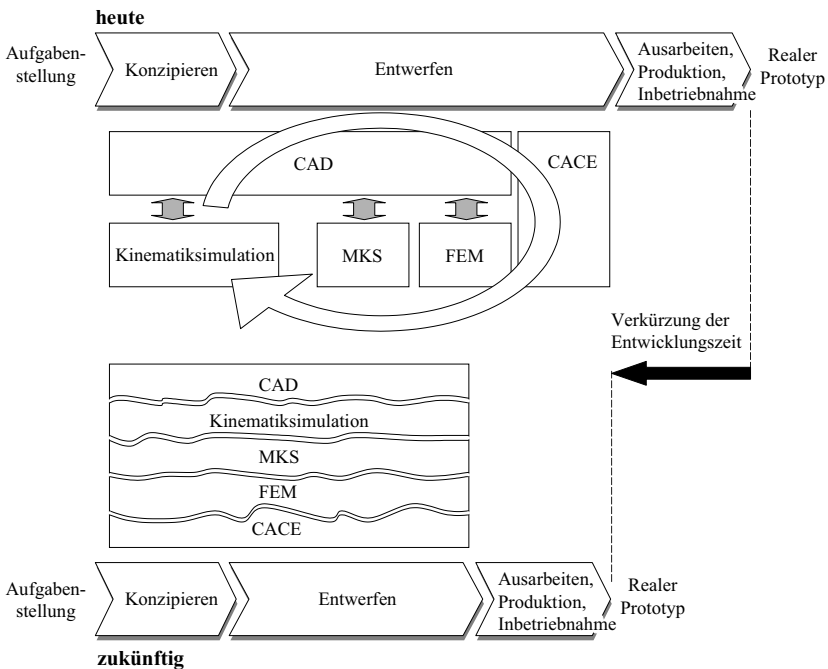 heute
Aufgaben-
stellung
Konzipieren
Entwerfen
Ausarbeiten,
Produktion,
Inbetriebnahme
Realer
Prototyp
CAD
CACE
Kinematiksimulation
MKS
FEM
Verkürzung der
Entwicklungszeit
CAD
Kinematiksimulation
MKS
FEM
CACE
Aufgaben-
stellung
Konzipieren
Entwerfen
Ausarbeiten,
Produktion,
Inbetriebnahme
Realer
Prototyp
zukünftig